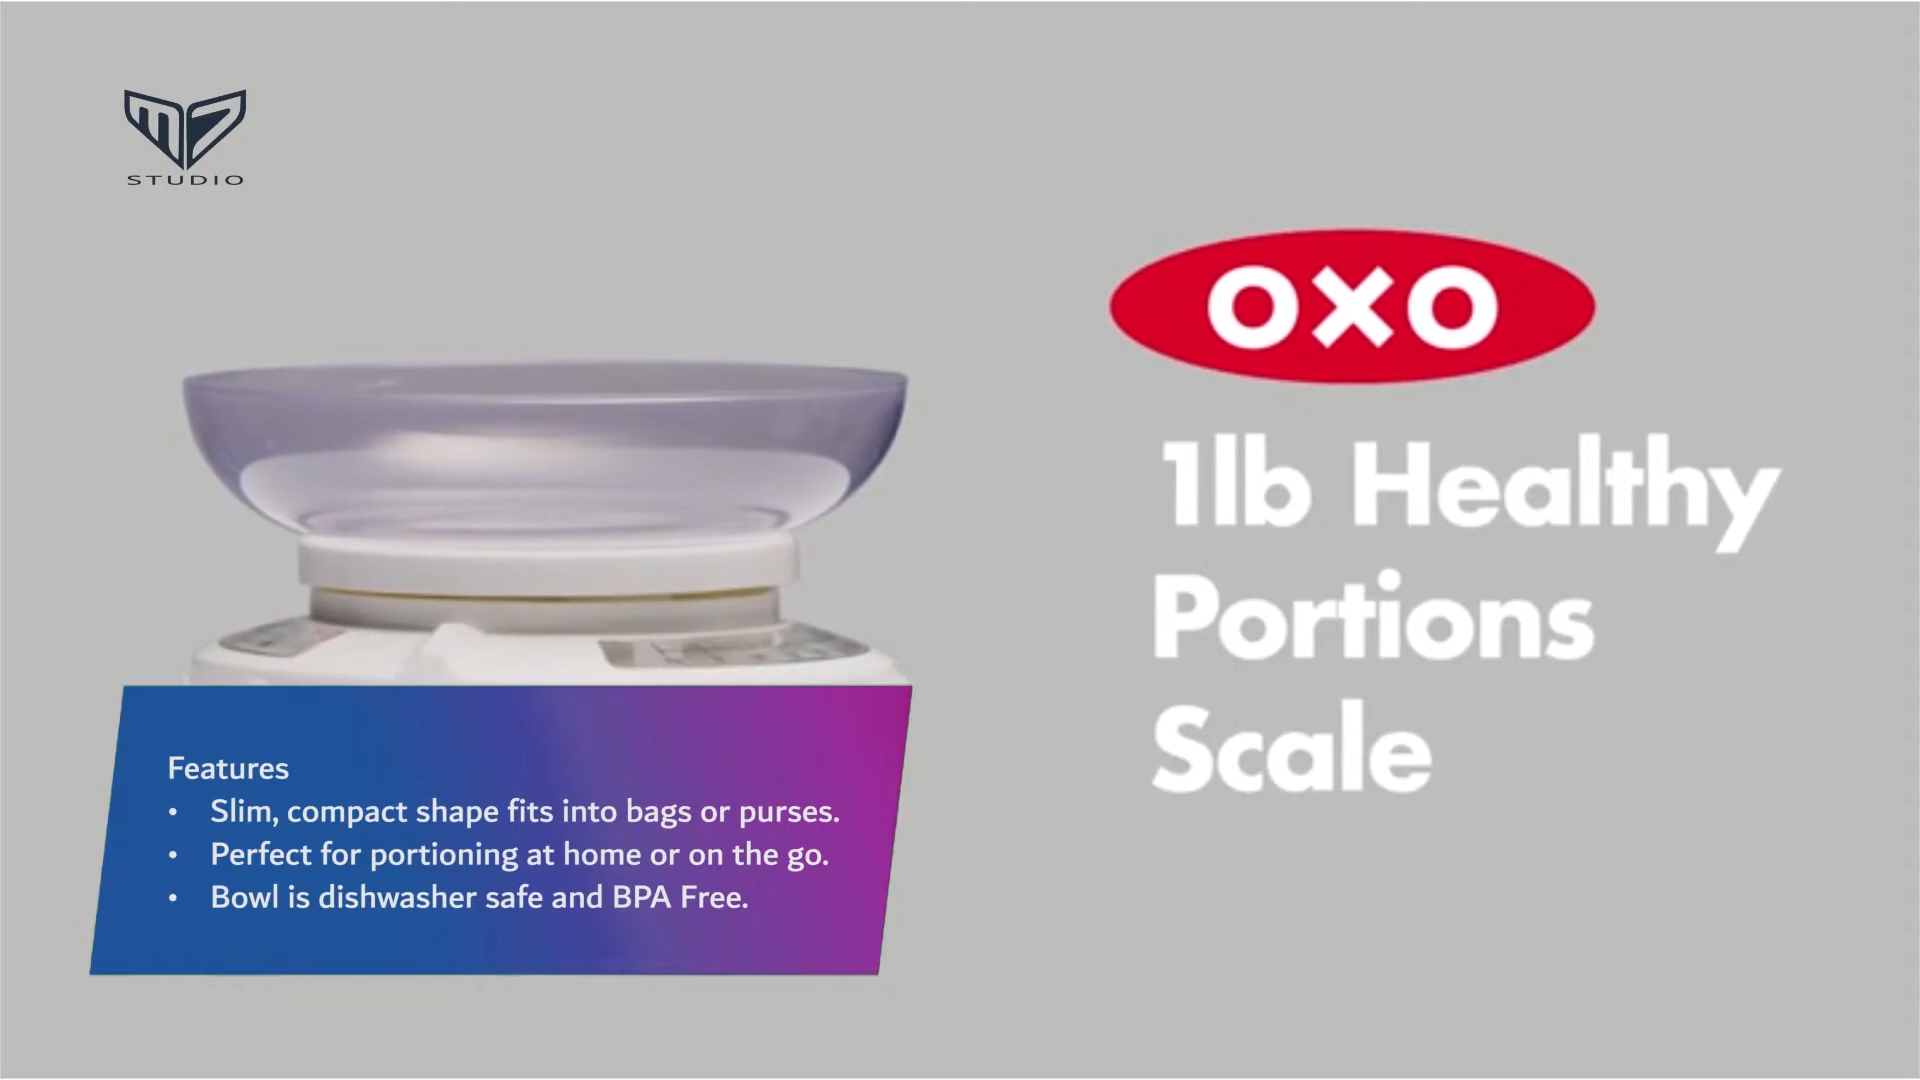 STUDIO
OXO
1lb Healthy
Portions
Scale
Features
• Slim, compact shape fits into bags or purses.
• Perfect for portioning at home or on the go.
• Bowl is dishwasher safe and BPA Free.